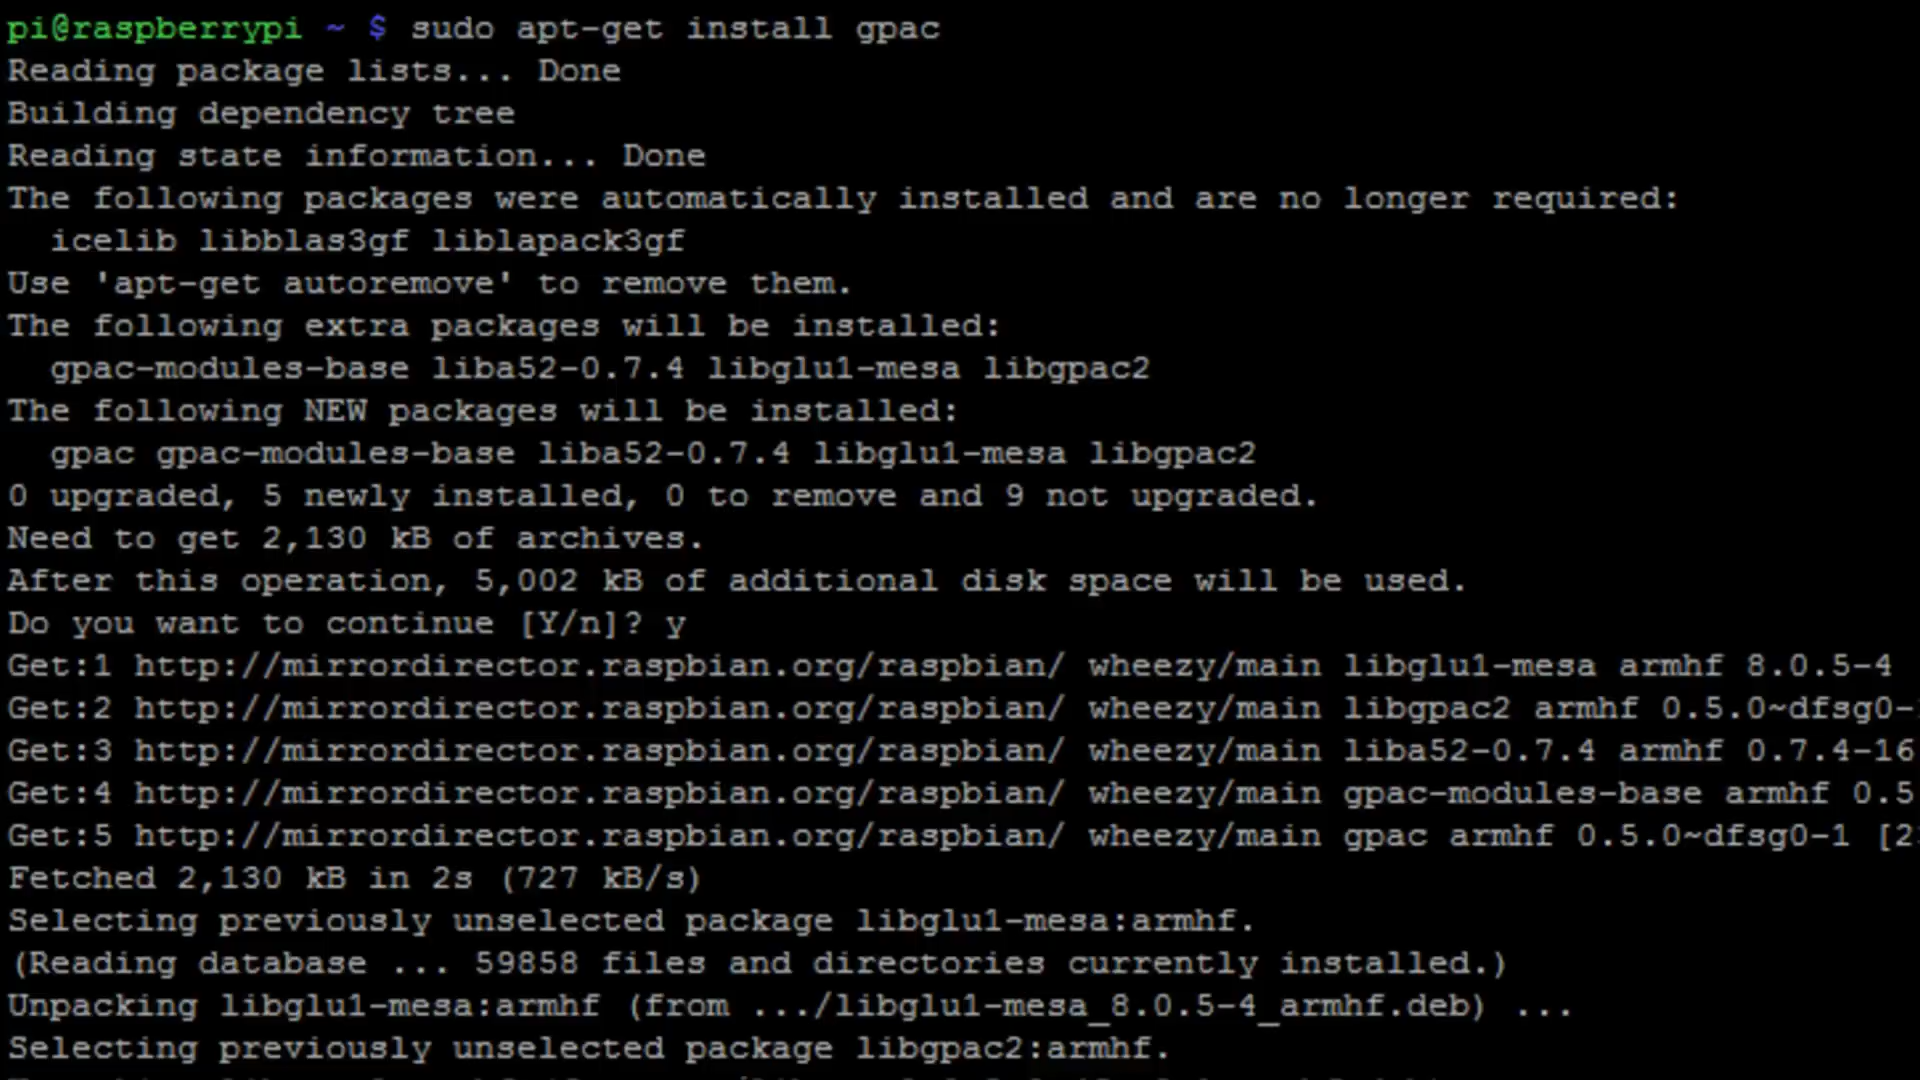 pi@raspberrypi ~ $ sudo apt-get install gpac
Reading package lists... Done
Building dependency tree
Reading state information... Done
The following packages were automatically installed and are no longer required:
  icelib libblas3gf liblapack3gf
Use 'apt-get autoremove' to remove them.
The following extra packages will be installed:
  gpac-modules-base liba52-0.7.4 libglu1-mesa libgpac2
The following NEW packages will be installed:
  gpac gpac-modules-base liba52-0.7.4 libglu1-mesa libgpac2
0 upgraded, 5 newly installed, 0 to remove and 9 not upgraded.
Need to get 2,130 kB of archives.
After this operation, 5,002 kB of additional disk space will be used.
Do you want to continue [Y/n]? y
Get:1 http://mirrordirector.raspbian.org/raspbian/ wheezy/main libglu1-mesa armhf 8.0.5-4
Get:2 http://mirrordirector.raspbian.org/raspbian/ wheezy/main libgpac2 armhf 0.5.0~dfsg0-
Get:3 http://mirrordirector.raspbian.org/raspbian/ wheezy/main liba52-0.7.4 armhf 0.7.4-16
Get:4 http://mirrordirector.raspbian.org/raspbian/ wheezy/main gpac-modules-base armhf 0.5
Get:5 http://mirrordirector.raspbian.org/raspbian/ wheezy/main gpac armhf 0.5.0~dfsg0-1 [2
Fetched 2,130 kB in 2s (727 kB/s)
Selecting previously unselected package libglu1-mesa:armhf.
(Reading database ... 59858 files and directories currently installed.)
Unpacking libglu1-mesa:armhf (from .../libglu1-mesa_8.0.5-4_armhf.deb) ...
Selecting previously unselected package libgpac2:armhf.